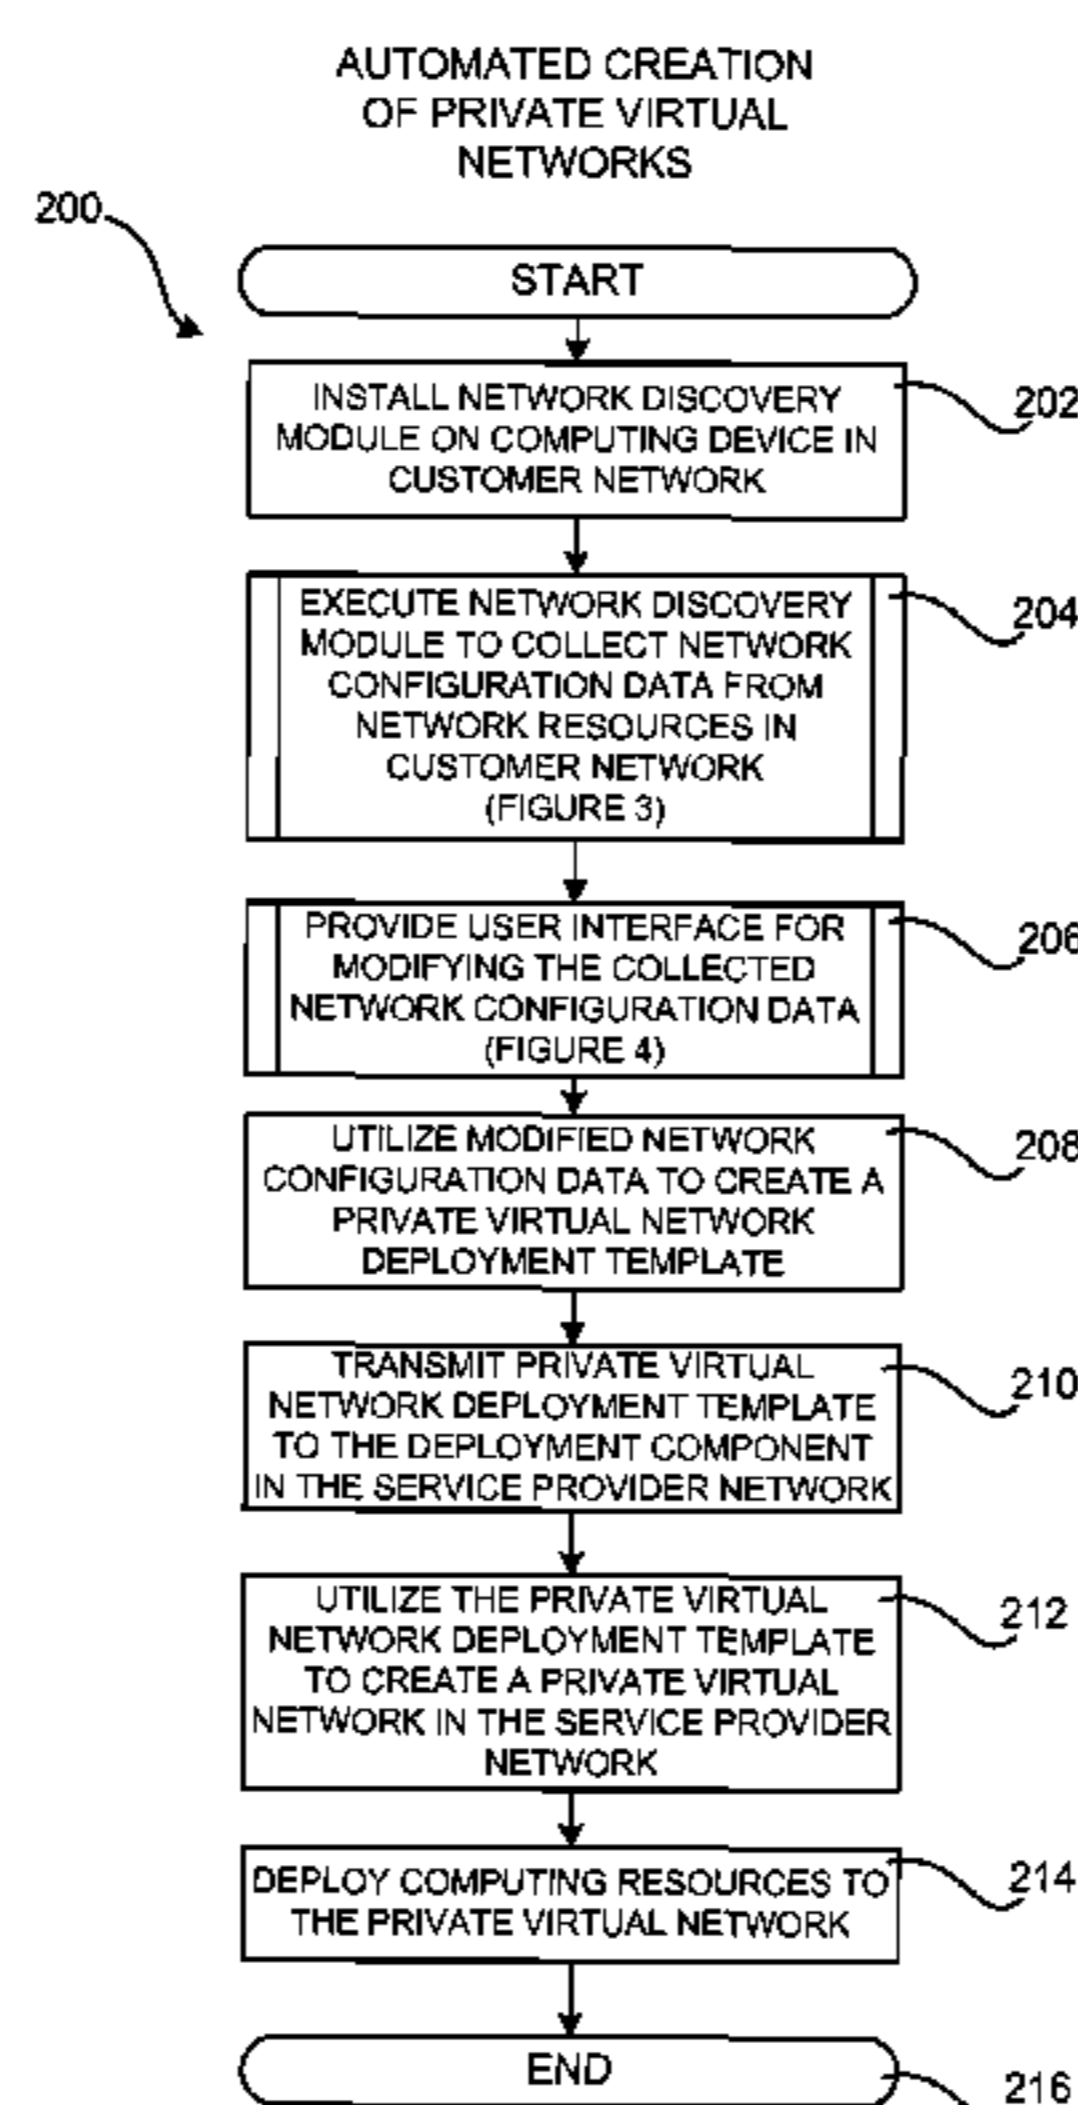 AUTOMATED CREATION
OF PRIVATE VIRTUAL
NETWORKS
200
START
INSTALL NETWORK DISCOVERY
MODULE ON COMPUTING DEVICE IN
CUSTOMER NETWORK
202
EXECUTE NETWORK DISCOVERY
MODULE TO COLLECT NETWORK
CONFIGURATION DATA FROM
NETWORK RESOURCES IN
CUSTOMER NETWORK
(FIGURE 3)
204
PROVIDE USER INTERFACE FOR
MODIFYING THE COLLECTED
NETWORK CONFIGURATION DATA
(FIGURE 4)
206
UTILIZE MODIFIED NETWORK
CONFIGURATION DATA TO CREATE A
PRIVATE VIRTUAL NETWORK
DEPLOYMENT TEMPLATE
208
TRANSMIT PRIVATE VIRTUAL
NETWORK DEPLOYMENT TEMPLATE
TO THE DEPLOYMENT COMPONENT
IN THE SERVICE PROVIDER NETWORK
210
UTILIZE THE PRIVATE VIRTUAL
NETWORK DEPLOYMENT TEMPLATE
TO CREATE A PRIVATE VIRTUAL
NETWORK IN THE SERVICE PROVIDER
NETWORK
212
DEPLOY COMPUTING RESOURCES TO
THE PRIVATE VIRTUAL NETWORK
214
END
216